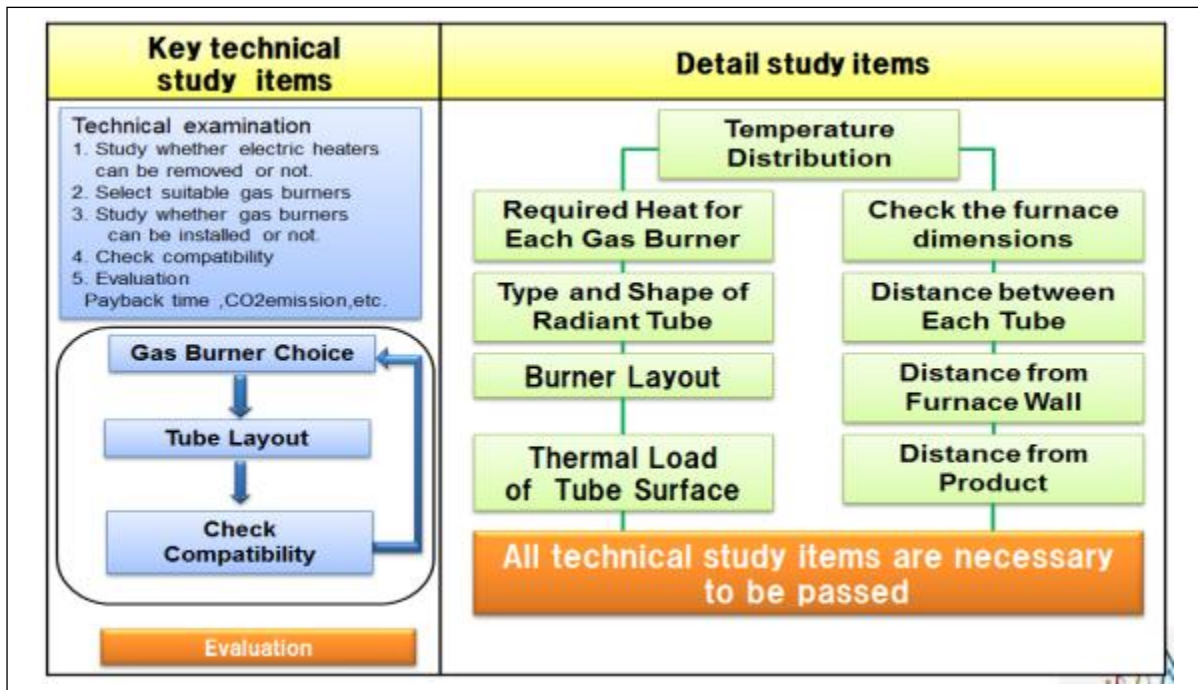 Key technical
study items
Detail study items
Technical examination
1. Study whether electric heaters
can be removed or not.
2. Select suitable gas burners
3. Study whether gas burners
can be installed or not.
4. Check compatibility
5. Evaluation
Payback time ,CO2emission,etc.
Gas Burner Choice
Tube Layout
Check
Compatibility
Evaluation
Temperature
Distribution
Required Heat for
Each Gas Burner
Type and Shape of
Radiant Tube
Burner Layout
Thermal Load
of Tube Surface
Check the furnace
dimensions
Distance between
Each Tube
Distance from
Furnace Wall
Distance from
Product
All technical study items are necessary
to be passed